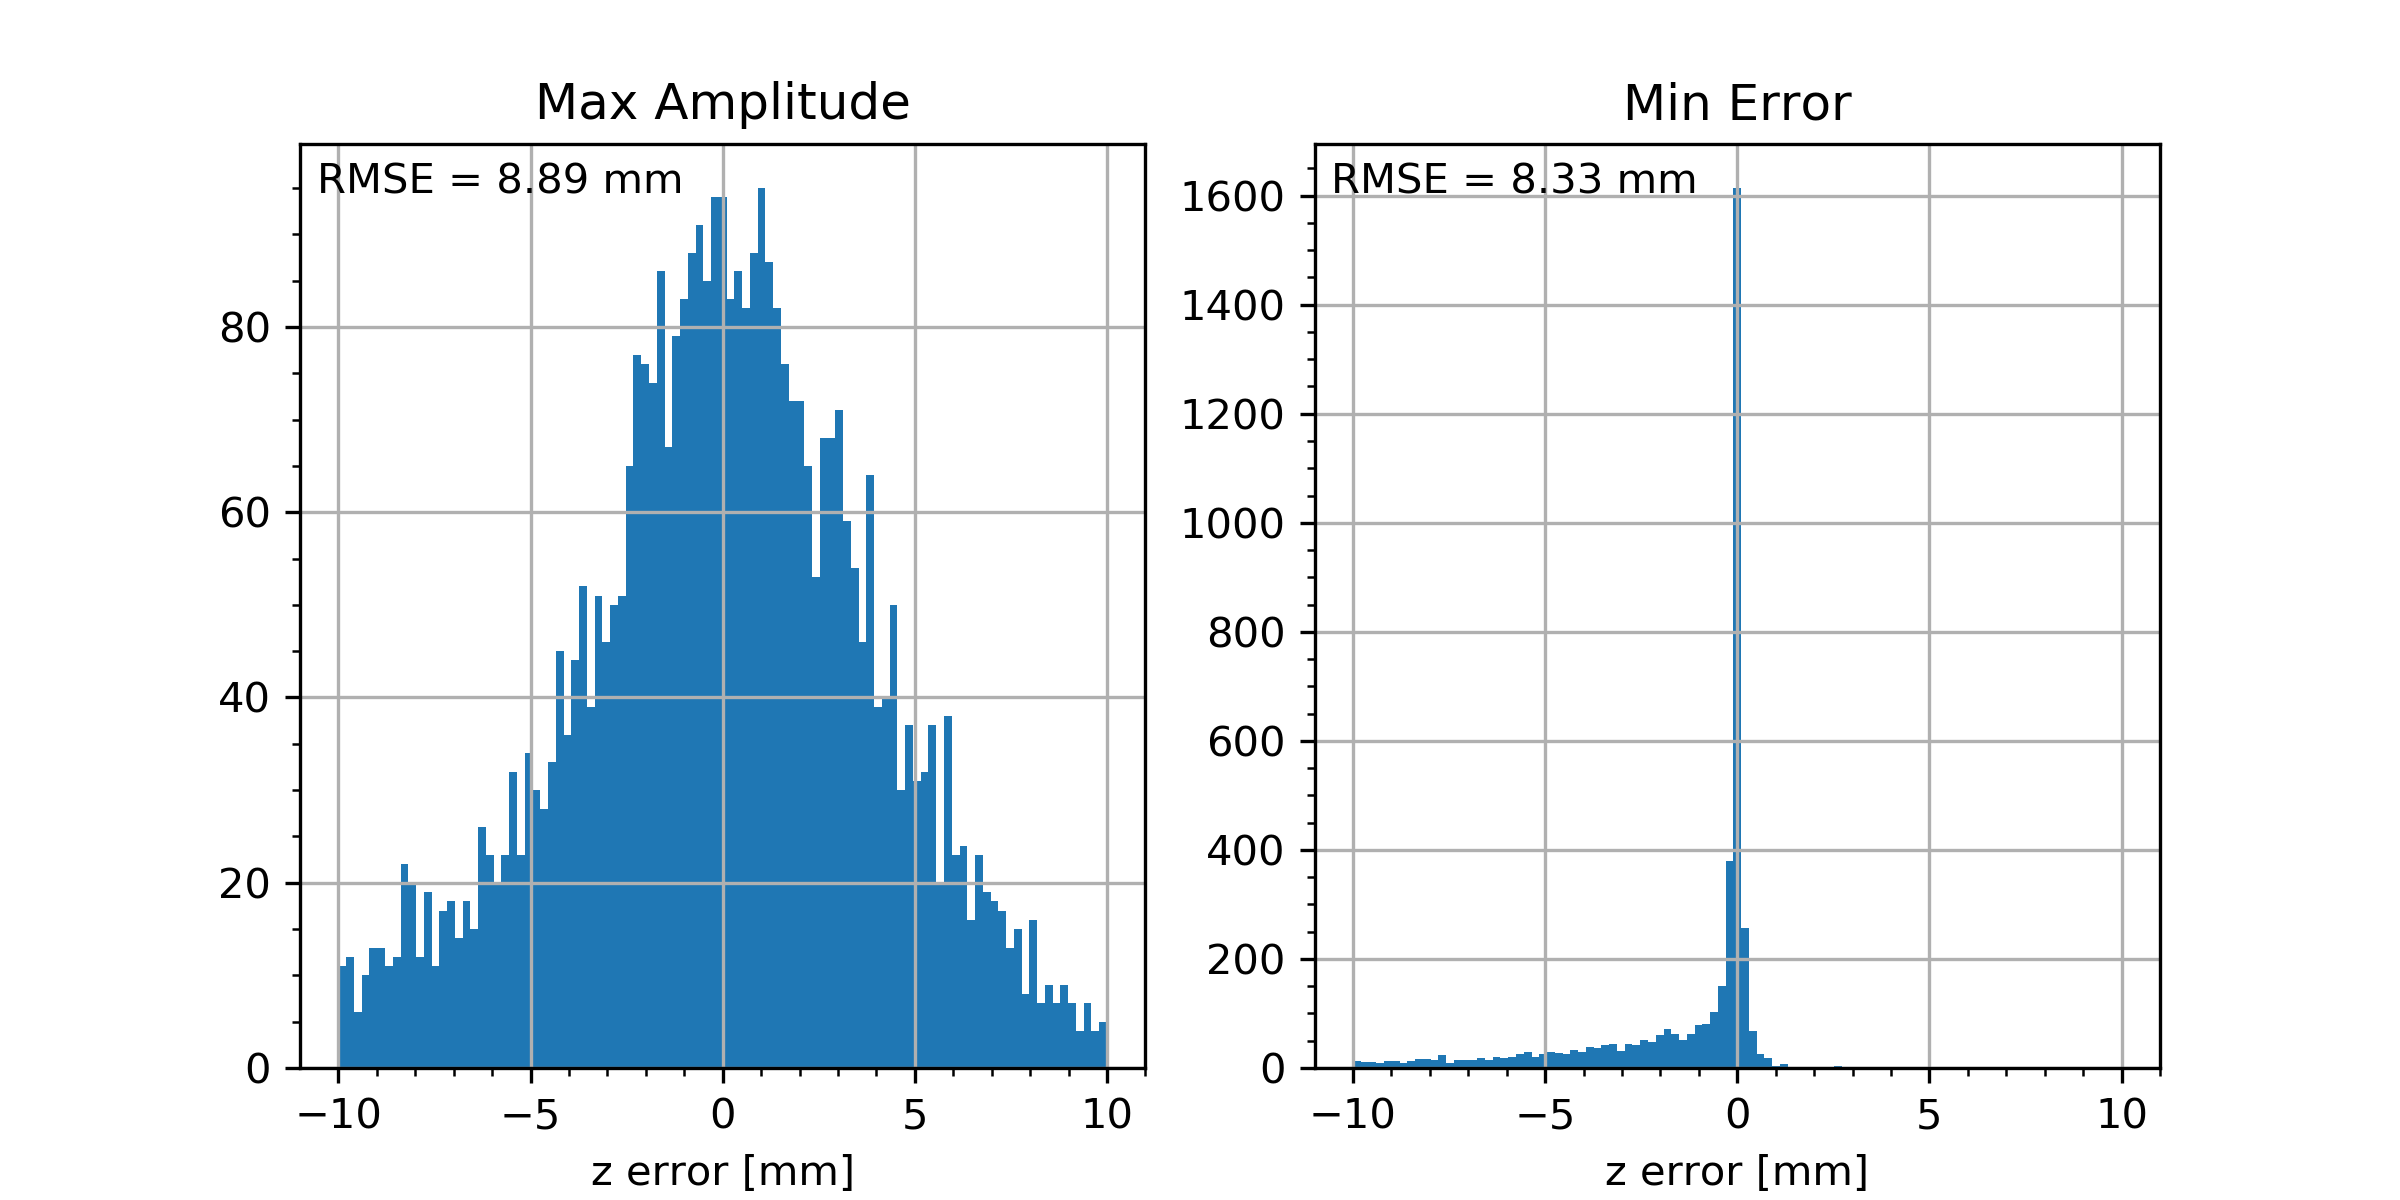 Max Amplitude
RMSE = 8.89 mm
80
60
40
20
0
−10 −5 0 5 10
z error [mm]
Min Error
RMSE = 8.33 mm
1600
1400
1200
1000
800
600
400
200
0
−10 −5 0 5 10
z error [mm]